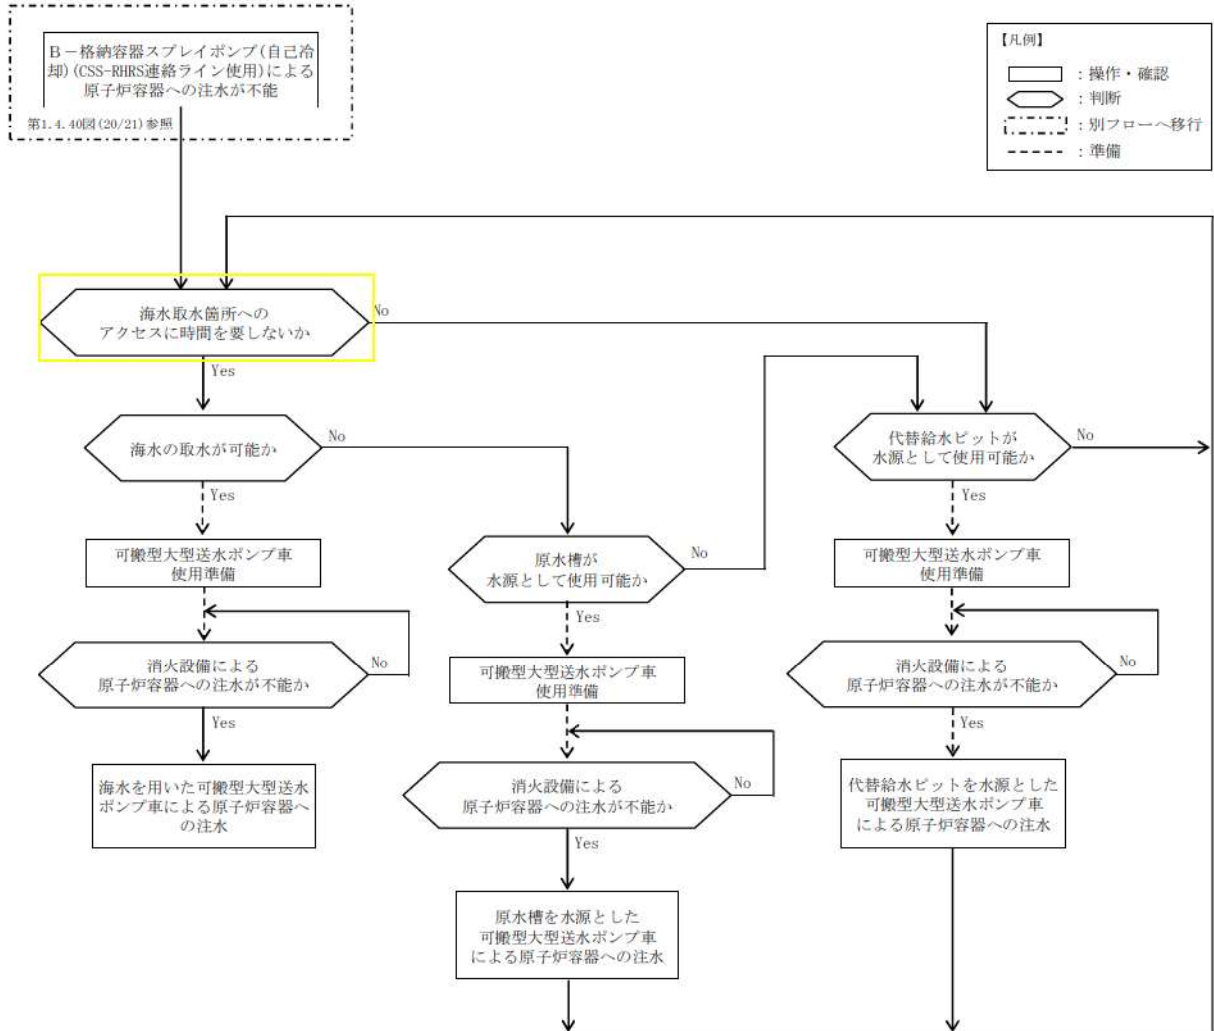 B－格納容器スプレイポンプ(自己冷
却)(CSS-RHRS連絡ライン使用)による
原子炉容器への注水が不能
第1.4.40図(20/21)参照
【凡例】
：操作・確認
：判断
：別フローへ移行
：準備
海水取水箇所への
アクセスに時間を要しないか
No
Yes
海水の取水が可能か
No
Yes
代替給水ピットが
水源として使用可能か
No
Yes
可搬型大型送水ポンプ車
使用準備
原水槽が
水源として使用可能か
No
Yes
可搬型大型送水ポンプ車
使用準備
消火設備による
原子炉容器への注水が不能か
No
Yes
可搬型大型送水ポンプ車
使用準備
消火設備による
原子炉容器への注水が不能か
No
Yes
海水を用いた可搬型大型送水
ポンプ車による原子炉容器へ
の注水
消火設備による
原子炉容器への注水が不能か
No
Yes
代替給水ピットを水源とした
可搬型大型送水ポンプ車
による原子炉容器への注水
原水槽を水源とした
可搬型大型送水ポンプ車
による原子炉容器への注水